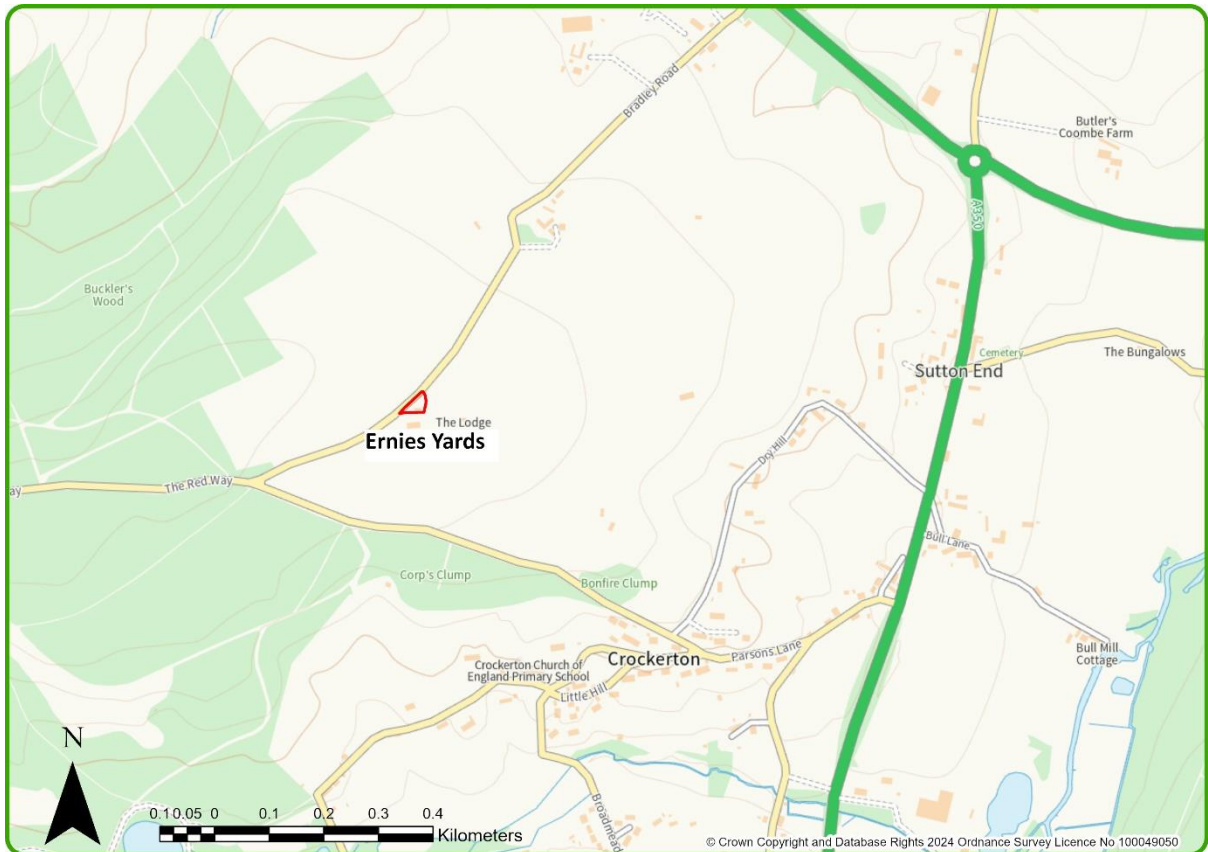 Bradley Road
Butler's
Coombe Farm
A350
Buckler's
Wood
Cemetery
The Bungalows
Sutton End
The Lodge
Ernies Yards
The Red Way
ay
Dry Hill
Bull Lane
Corp's Clump
Bonfire Clump
Crockerton Church of
England Primary School
Crockerton
Parsons Lane
Bull Mill
Cottage
Little Hill
Broadmead
N
0.1 0.05 0 0.1 0.2 0.3 0.4
Kilometers
© Crown Copyright and Database Rights 2024 Ordnance Survey Licence No 100049050